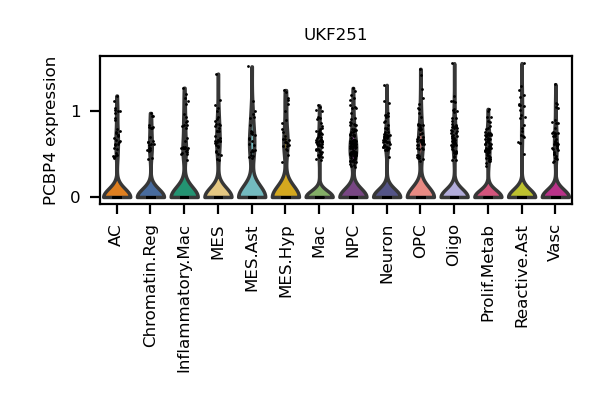 UKF251
PCBP4 expression
1
0
AC
Chromatin.Reg
Inflammatory.Mac
MES
MES.Ast
MES.Hyp
Mac
NPC
Neuron
OPC
Oligo
Prolif.Metab
Reactive.Ast
Vasc